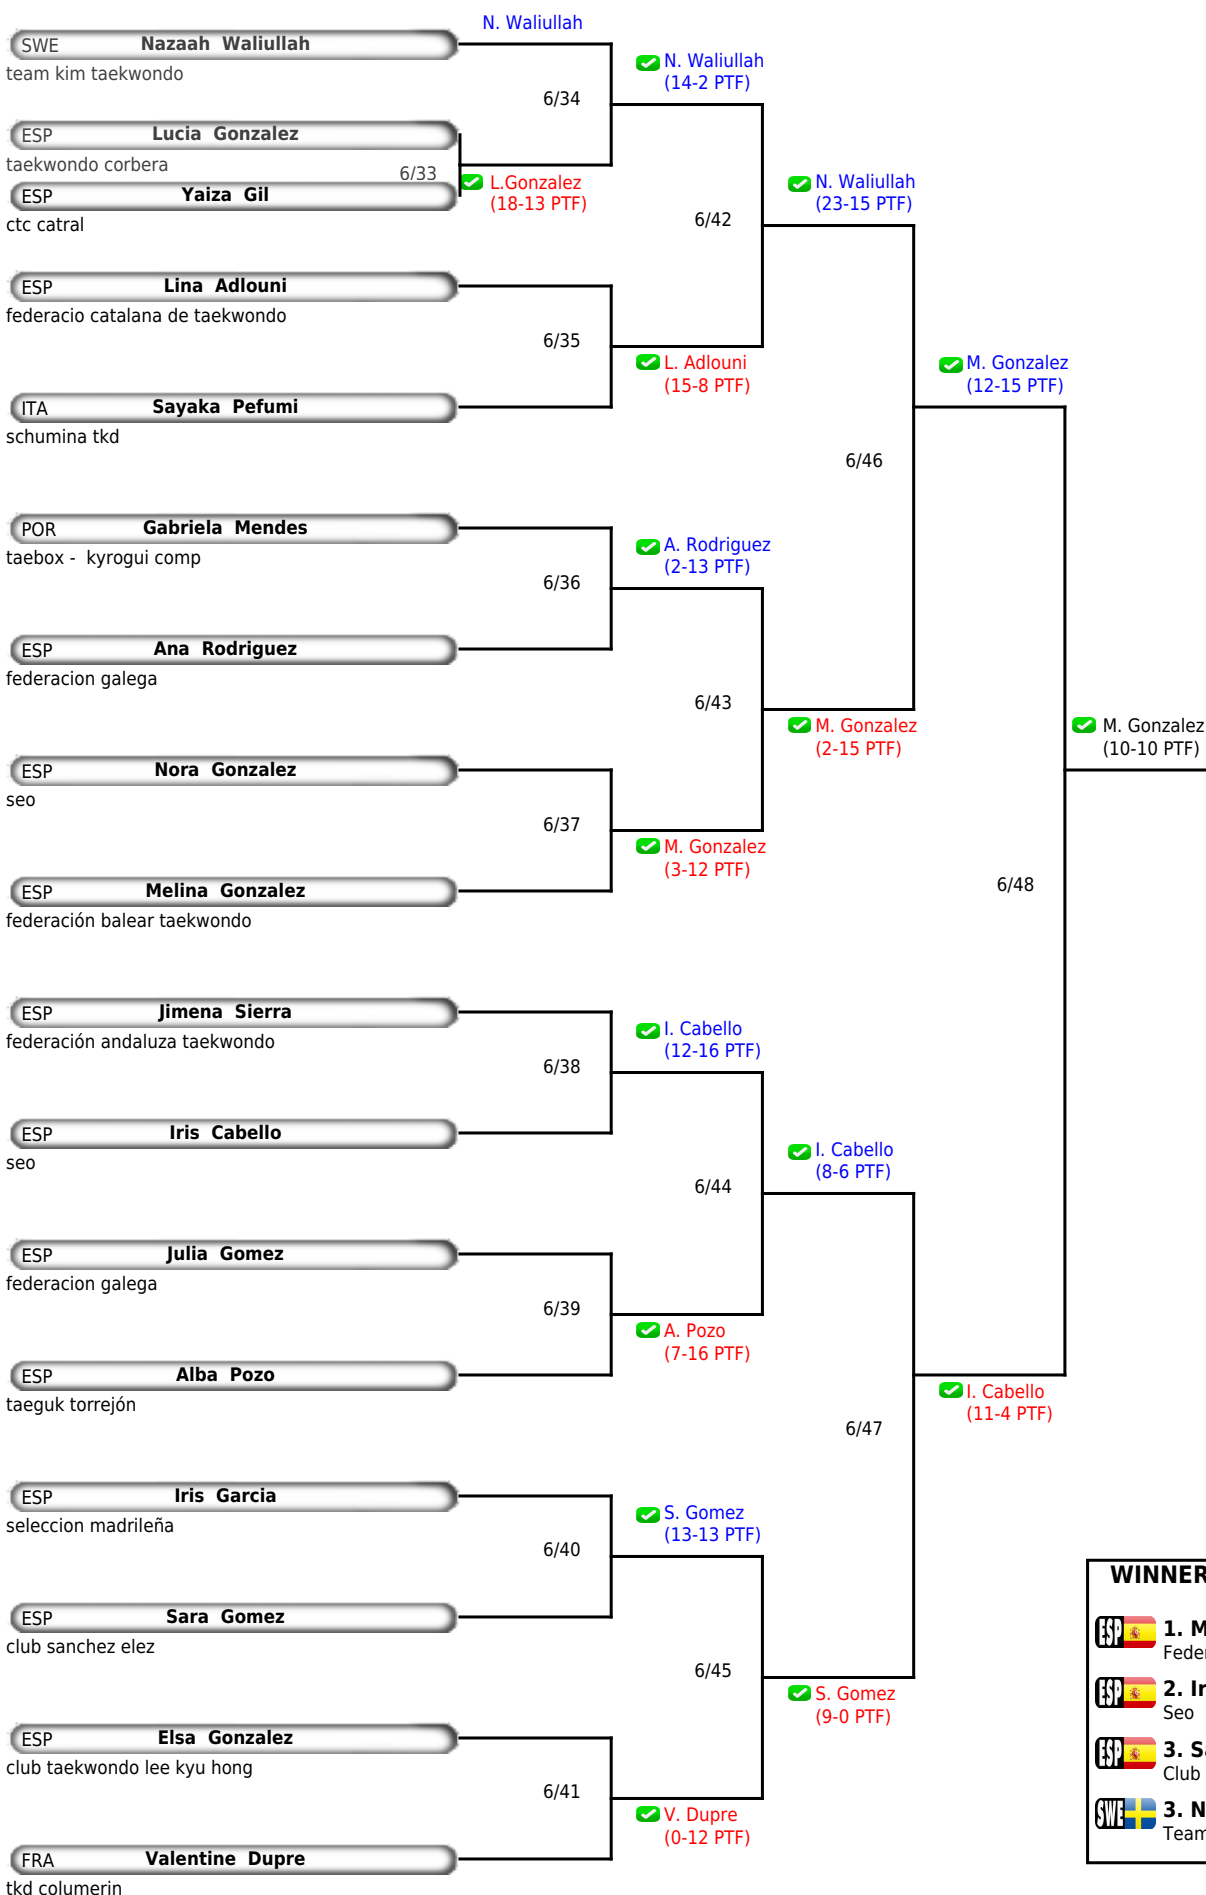 N. Waliullah
SWE Nazaah Waliullah
team kim taekwondo
N. Waliullah
(14-2 PTF)
6/34
ESP Lucia Gonzalez
taekwondo corbera
6/33
L.Gonzalez
(18-13 PTF)
ESP Yaiza Gil
ctc catral
N. Waliullah
(23-15 PTF)
6/42
ESP Lina Adlouni
federacio catalana de taekwondo
6/35
L. Adlouni
(15-8 PTF)
M. Gonzalez
(12-15 PTF)
ITA Sayaka Pefumi
schumina tkd
6/46
POR Gabriela Mendes
taebox - kyrogui comp
A. Rodriguez
(2-13 PTF)
6/36
ESP Ana Rodriguez
federacion galega
6/43
M. Gonzalez
(2-15 PTF)
M. Gonzalez
(10-10 PTF)
ESP Nora Gonzalez
seo
6/37
M. Gonzalez
(3-12 PTF)
ESP Melina Gonzalez
federación balear taekwondo
6/48
ESP Jimena Sierra
federación andaluza taekwondo
I. Cabello
(12-16 PTF)
6/38
ESP Iris Cabello
seo
I. Cabello
(8-6 PTF)
6/44
ESP Julia Gomez
federacion galega
6/39
A. Pozo
(7-16 PTF)
ESP Alba Pozo
taeguk torrejón
I. Cabello
(11-4 PTF)
6/47
ESP Iris Garcia
seleccion madrileña
S. Gomez
(13-13 PTF)
6/40
ESP Sara Gomez
club sanchez elez
6/45
S. Gomez
(9-0 PTF)
ESP Elsa Gonzalez
club taekwondo lee kyu hong
6/41
V. Dupre
(0-12 PTF)
FRA Valentine Dupre
tkd columerin
WINNER
ESP 1. M
Feder
ESP 2. Ir
Seo
ESP 3. Sa
Club
SWE 3. N
Team